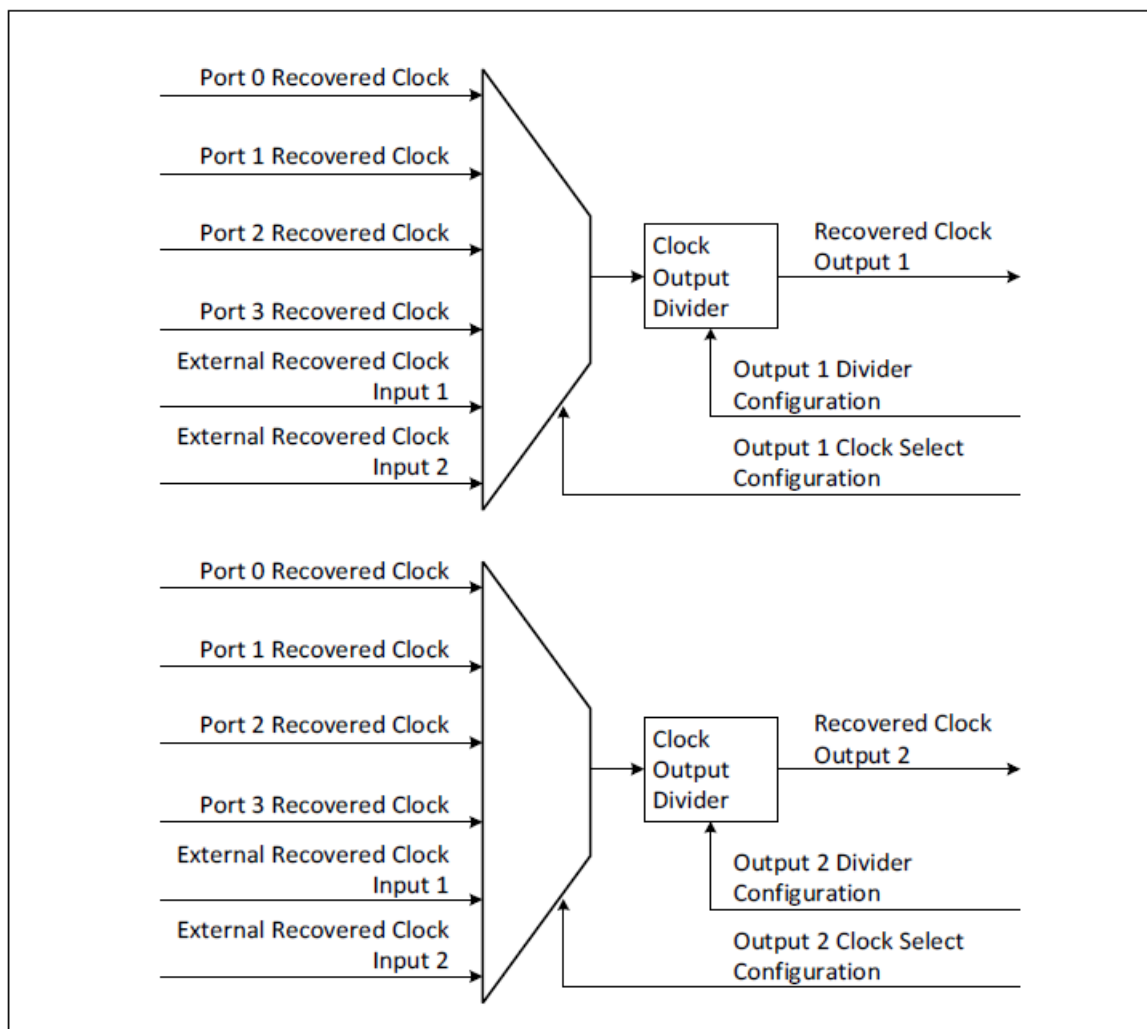 Port 0 Recovered Clock
Port 1 Recovered Clock
Port 2 Recovered Clock
Port 3 Recovered Clock
External Recovered Clock
Input 1
External Recovered Clock
Input 2
Clock
Output
Divider
Recovered Clock
Output 1
Output 1 Divider
Configuration
Output 1 Clock Select
Configuration
Port 0 Recovered Clock
Port 1 Recovered Clock
Port 2 Recovered Clock
Port 3 Recovered Clock
External Recovered Clock
Input 1
External Recovered Clock
Input 2
Clock
Output
Divider
Recovered Clock
Output 2
Output 2 Divider
Configuration
Output 2 Clock Select
Configuration